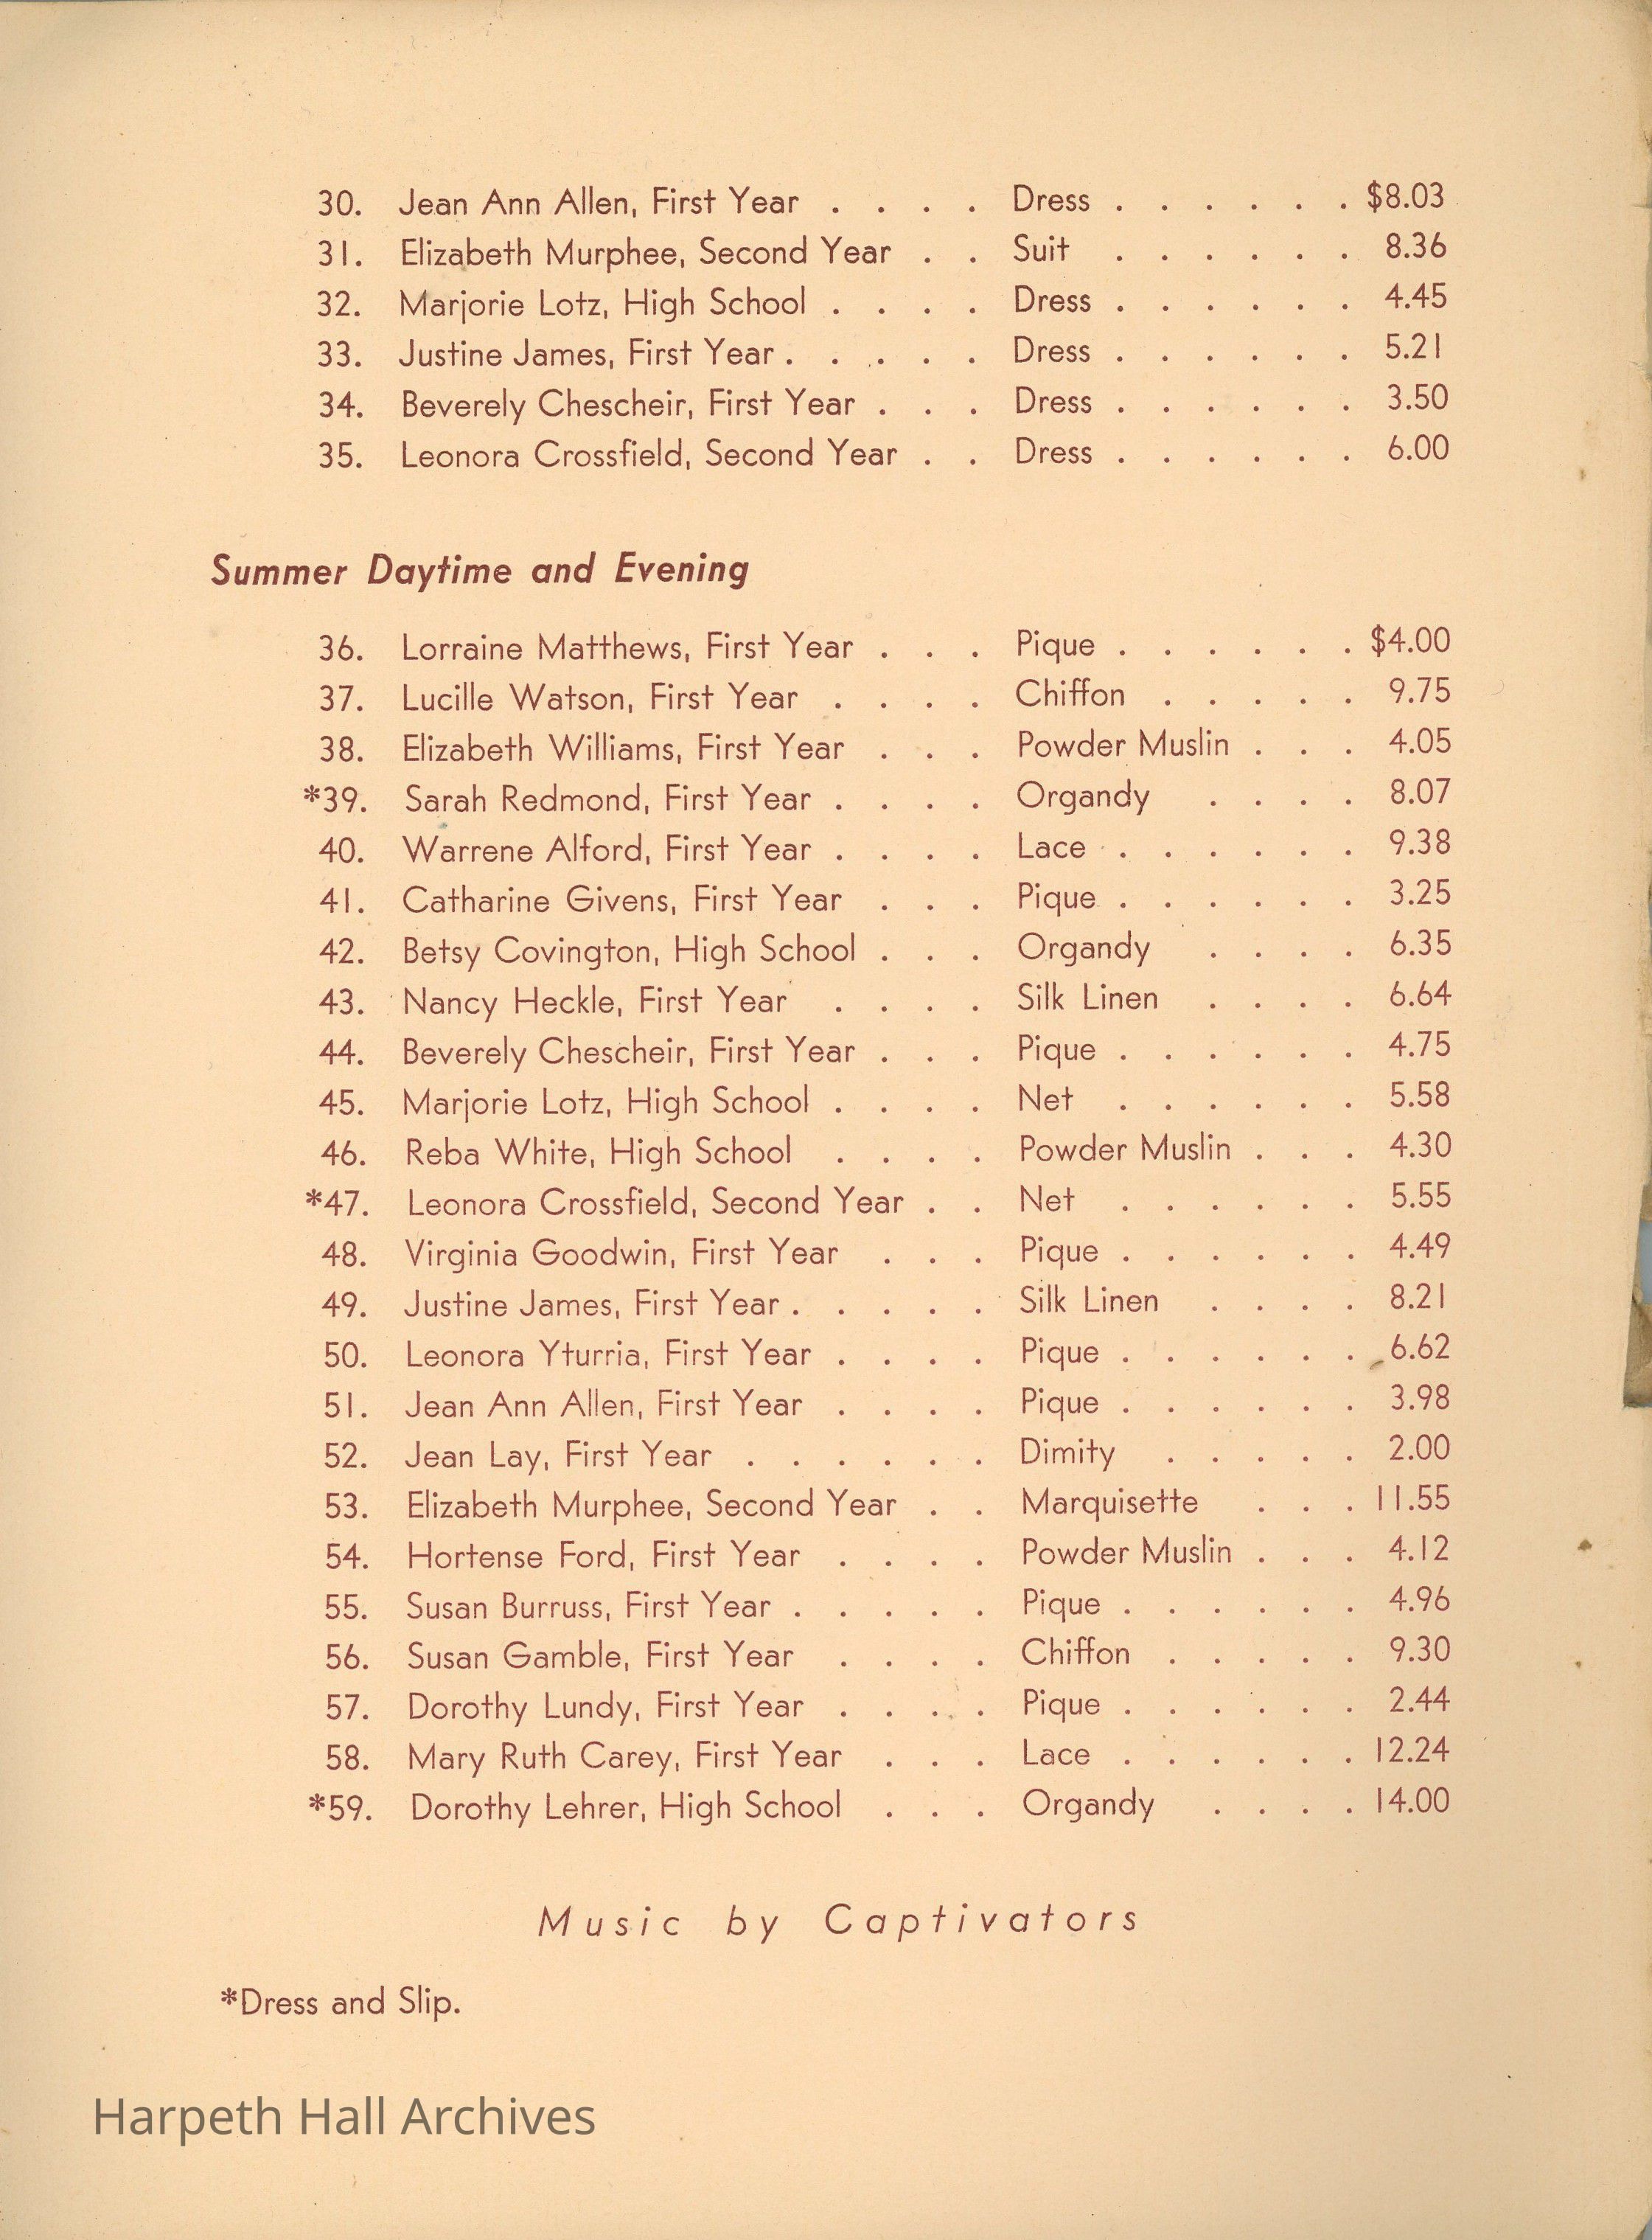 30. Jean Ann Allen, First Year . . . . Dress . . . . . . $8.03
31. Elizabeth Murphee, Second Year . . Suit . . . . . . 8.36
32. Marjorie Lotz, High School . . . . Dress . . . . . . 4.45
33. Justine James, First Year . . . . . Dress . . . . . . 5.21
34. Beverely Chescheir, First Year . . . Dress . . . . . . 3.50
35. Leonora Crossfield, Second Year . . Dress . . . . . . 6.00
Summer Daytime and Evening
36. Lorraine Matthews, First Year . . . Pique . . . . . . $4.00
37. Lucille Watson, First Year . . . . Chiffon . . . . . 9.75
38. Elizabeth Williams, First Year . . . Powder Muslin . . . 4.05
*39. Sarah Redmond, First Year . . . . Organdy . . . . 8.07
40. Warrene Alford, First Year . . . . Lace . . . . . . 9.38
41. Catharine Givens, First Year . . . Pique . . . . . . 3.25
42. Betsy Covington, High School . . . Organdy . . . . 6.35
43. Nancy Heckle, First Year . . . . Silk Linen . . . . 6.64
44. Beverely Chescheir, First Year . . . Pique . . . . . . 4.75
45. Marjorie Lotz, High School . . . . Net . . . . . . 5.58
46. Reba White, High School . . . . Powder Muslin . . . 4.30
*47. Leonora Crossfield, Second Year . . Net . . . . . . 5.55
48. Virginia Goodwin, First Year . . . Pique . . . . . . 4.49
49. Justine James, First Year . . . . . Silk Linen . . . . 8.21
50. Leonora Yturria, First Year . . . . Pique . . . . . . 6.62
51. Jean Ann Allen, First Year . . . . Pique . . . . . . 3.98
52. Jean Lay, First Year . . . . . . Dimity . . . . . 2.00
53. Elizabeth Murphee, Second Year . . Marquisette . . . 11.55
54. Hortense Ford, First Year . . . . Powder Muslin . . . 4.12
55. Susan Burruss, First Year . . . . . Pique . . . . . . 4.96
56. Susan Gamble, First Year . . . . Chiffon . . . . . 9.30
57. Dorothy Lundy, First Year . . . . Pique . . . . . . 2.44
58. Mary Ruth Carey, First Year . . . Lace . . . . . . 12.24
*59. Dorothy Lehrer, High School . . . Organdy . . . . 14.00
Music by Captivators
*Dress and Slip.
Harpeth Hall Archives